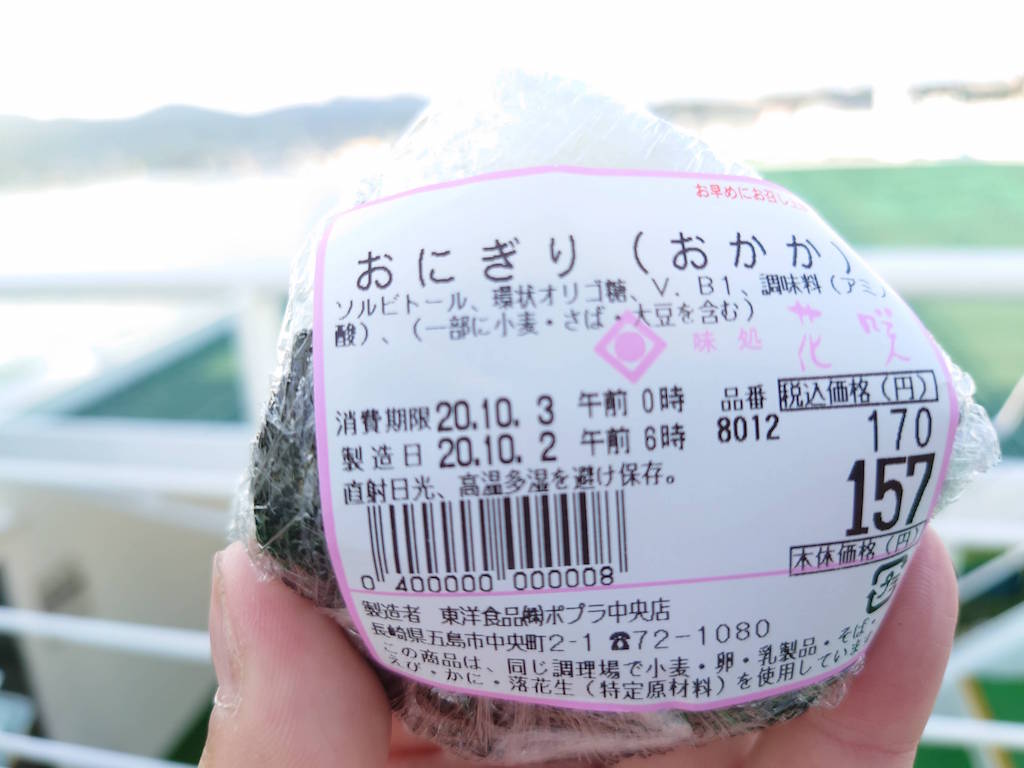 お早めにお召し上
おにぎり（おかか）
ソルビトール、環状オリゴ糖、V．B1、調味料（アミノ
酸）、（一部に小麦・さば・大豆を含む）
味処 花咲
消費期限 20.10. 3 午前 0時
製造日 20.10. 2 午前 6時
品番 8012
税込価格（円）
170
157
本体価格（円）
直射日光、高温多湿を避け保存。
0 400000 000008
プラ
製造者 東洋食品㈱ポプラ中央店
長崎県五島市中央町2-1 ☎72-1080
この商品は、同じ調理場で小麦・卵・乳製品・そば・
えび・かに・落花生（特定原材料）を使用しています